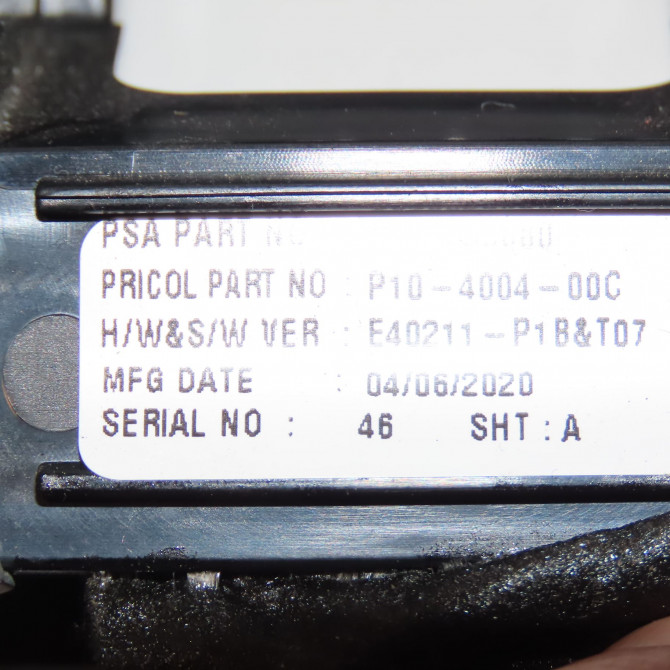 PSA PART NO
PRICOL PART NO : P10-4004-00C
H/W&S/W VER : E40211-P1B&T07
MFG DATE : 04/06/2020
SERIAL NO : 46 SHT : A